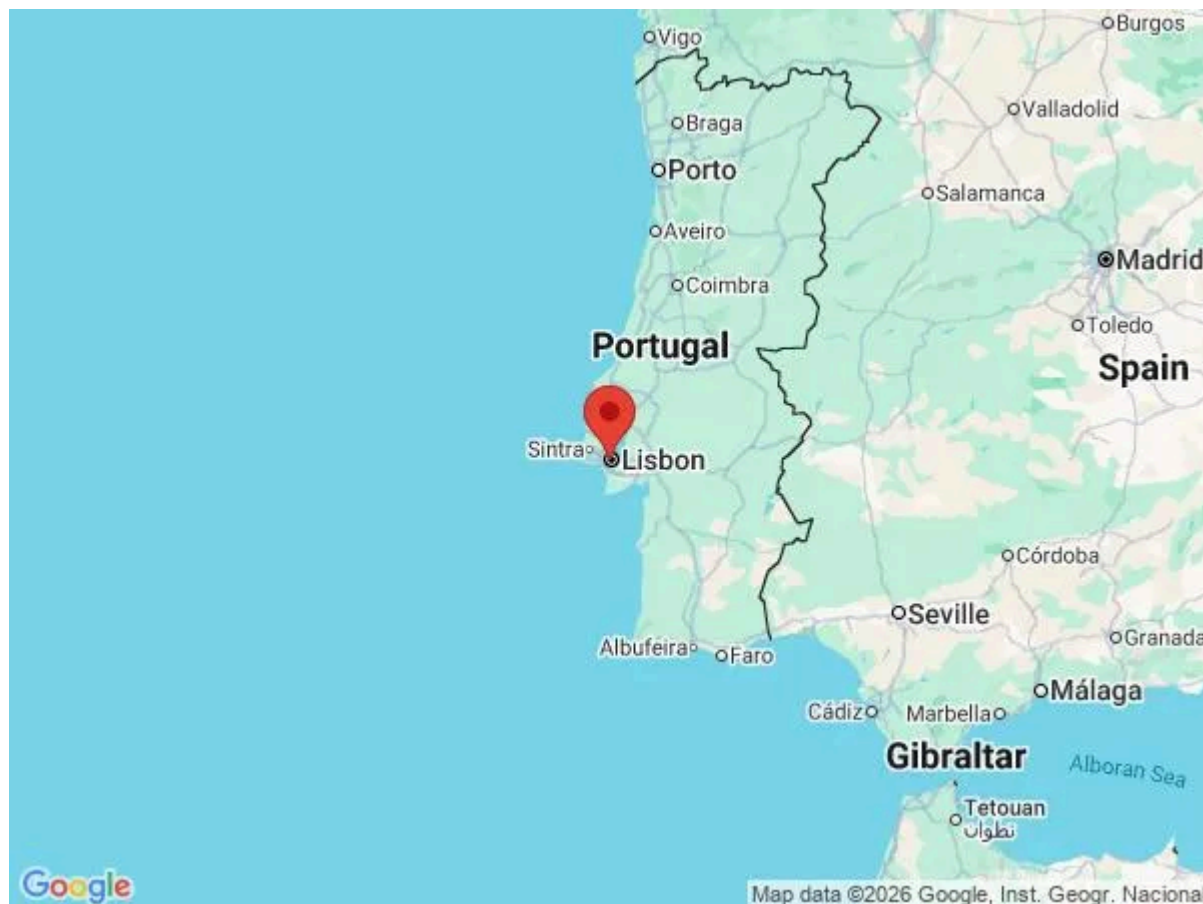 Vigo
Burgos
Braga
Valladolid
Porto
Salamanca
Aveiro
Madrid
Coimbra
Toledo
Portugal
Spain
Sintra
Lisbon
Córdoba
Seville
Albufeira
Faro
Granada
Málaga
Cádiz
Marbella
Gibraltar
Alboran Sea
Tetouan
تطوان
Google
Map data ©2026 Google, Inst. Geogr. Nacional